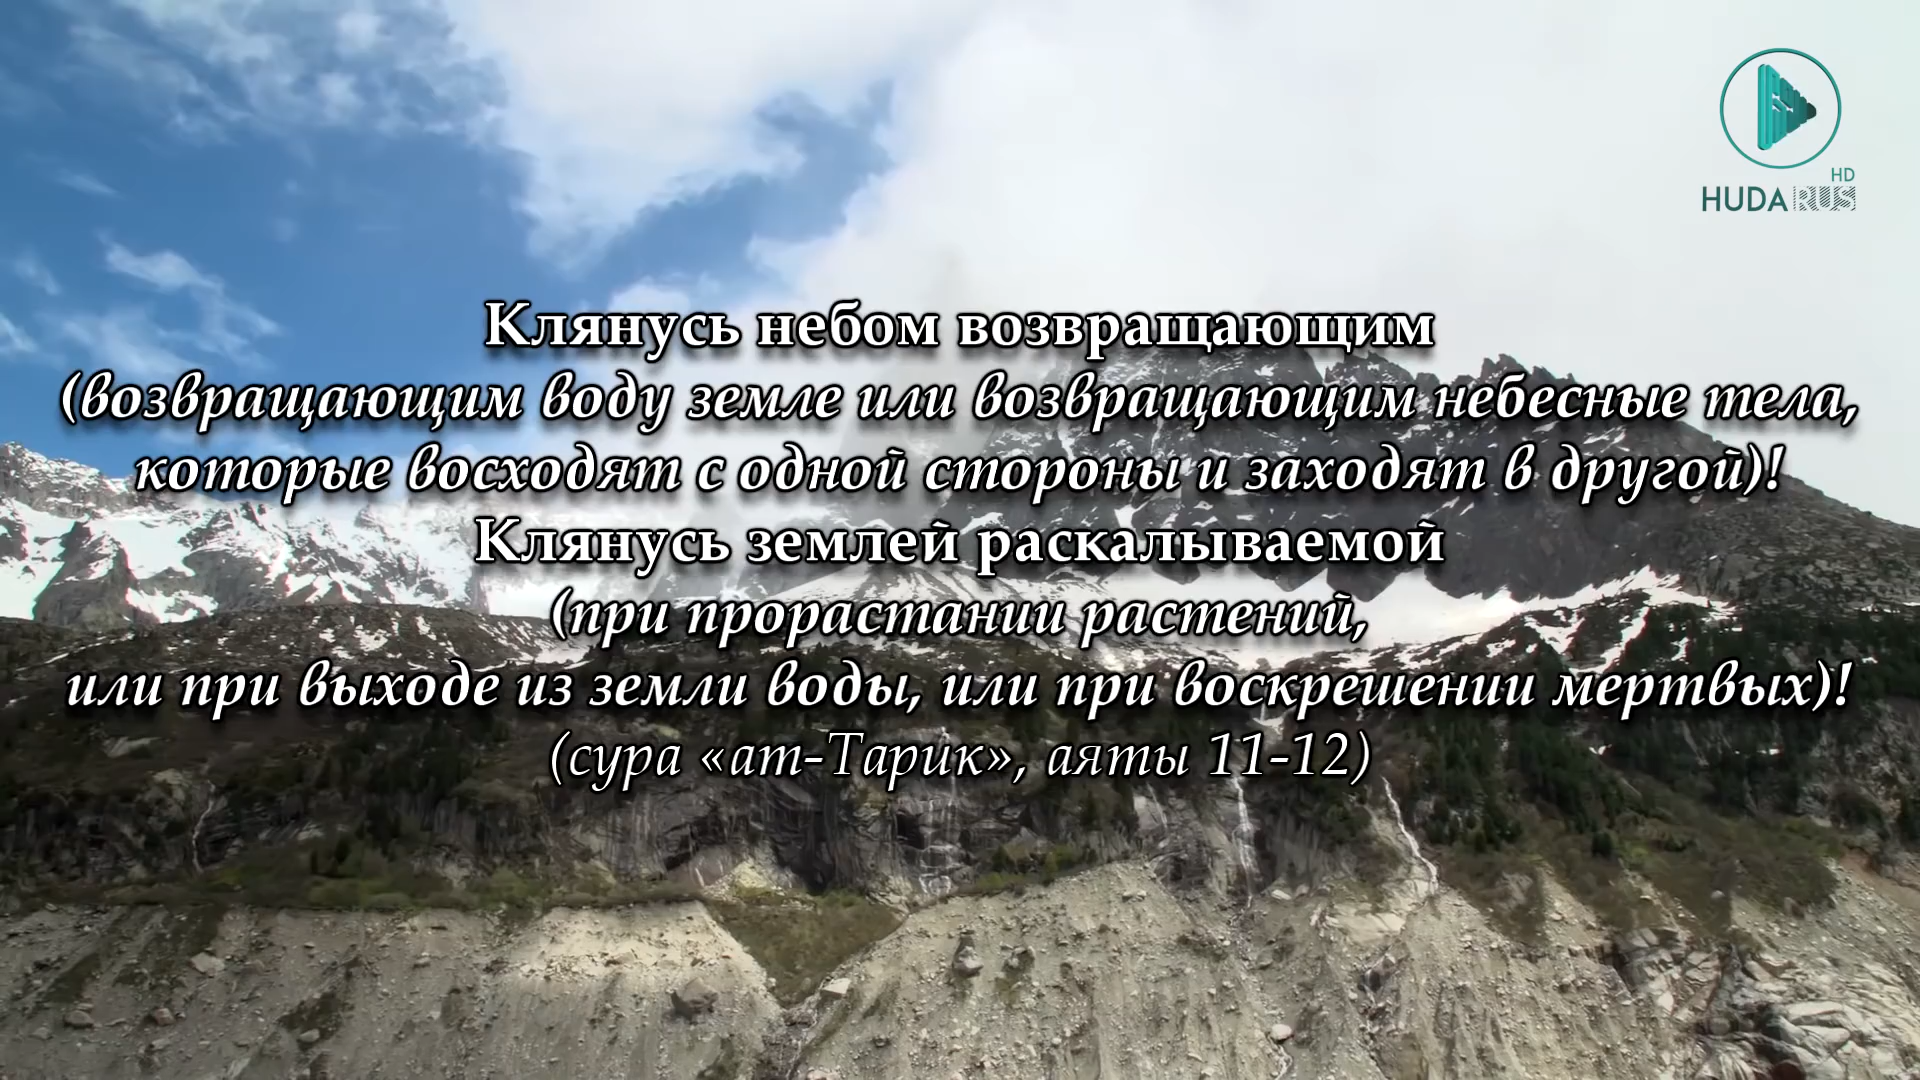 HD
HUDA RUS
Клянусь небом возвращающим
(возвращающим воду земле или возвращающим небесные тела,
которые восходят с одной стороны и заходят в другой)!
Клянусь землей раскалываемой
(при прорастании растений,
или при выходе из земли воды, или при воскрешении мертвых)!
(сура «ат-Тарик», аяты 11-12)